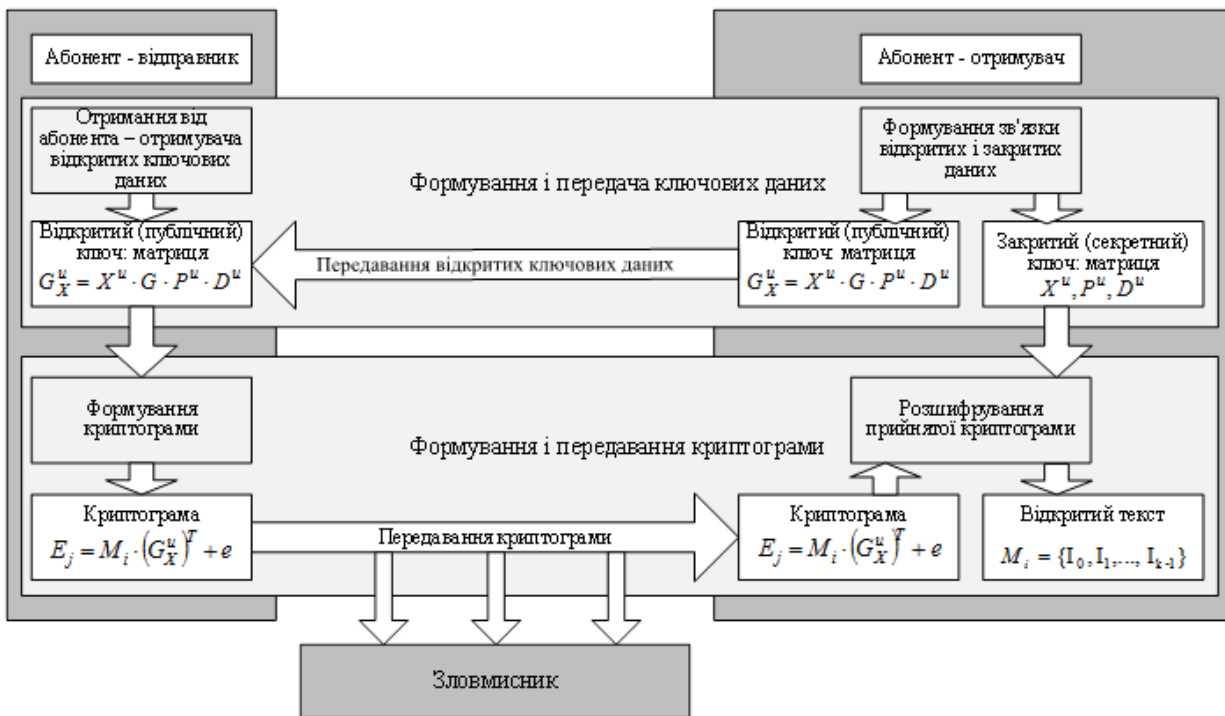 Абонент - відправник
Абонент - отримувач
Отримання від
абонента – отримувача
відкритих ключових
даних
Формування зв'язки
відкритих і закритих
даних
Формування і передача ключових даних
Відкритий (публічний)
ключ: матриця
G_X^u = X^u · G · P^u · D^u
Передавання відкритих ключових даних
Відкритий (публічний)
ключ: матриця
G_X^u = X^u · G · P^u · D^u
Закритий (секретний)
ключ: матриця
X^u, P^u, D^u
Формування
криптограми
Формування і передавання криптограми
Розшифрування
прийнятої криптограми
Криптограма
E_j = M_i · (G_X^u)^T + e
Передавання криптограми
Криптограма
E_j = M_i · (G_X^u)^T + e
Відкритий текст
M_i = {I_0, I_1, ..., I_{k-1}}
Зловмисник